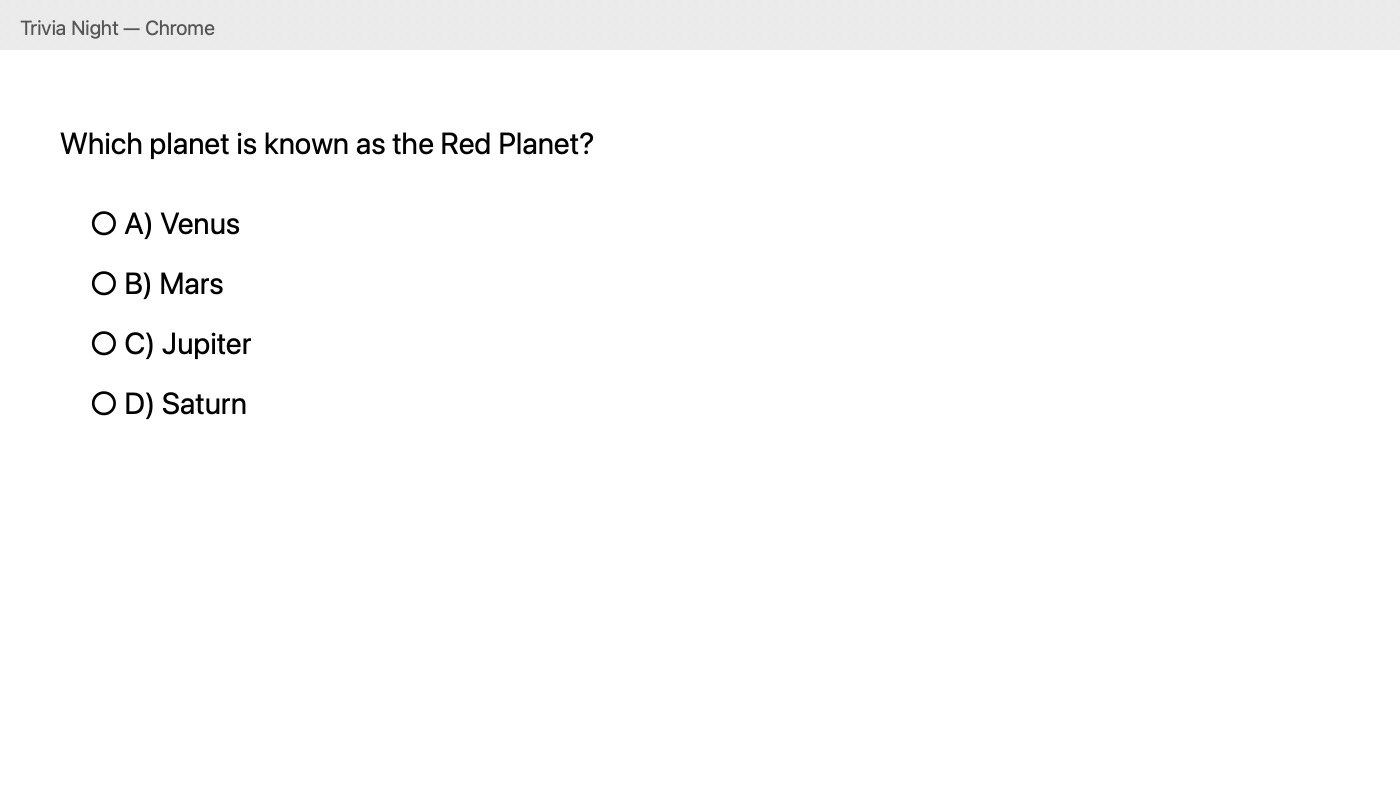 Trivia Night — Chrome
Which planet is known as the Red Planet?
A) Venus
B) Mars
C) Jupiter
D) Saturn